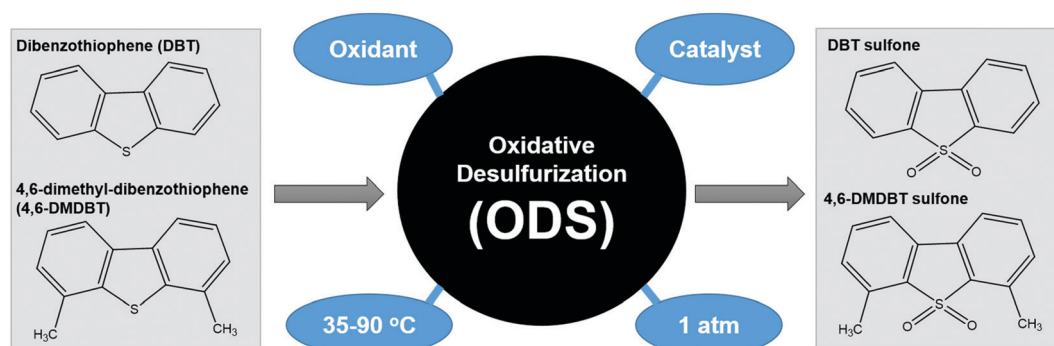 Dibenzothiophene (DBT)
S
4,6-dimethyl-dibenzothiophene
(4,6-DMDBT)
S
H₃C
CH₃
Oxidant
Catalyst
Oxidative
Desulfurization
(ODS)
35-90 ºC
1 atm
DBT sulfone
S
O
O
4,6-DMDBT sulfone
S
H₃C
O
O
CH₃